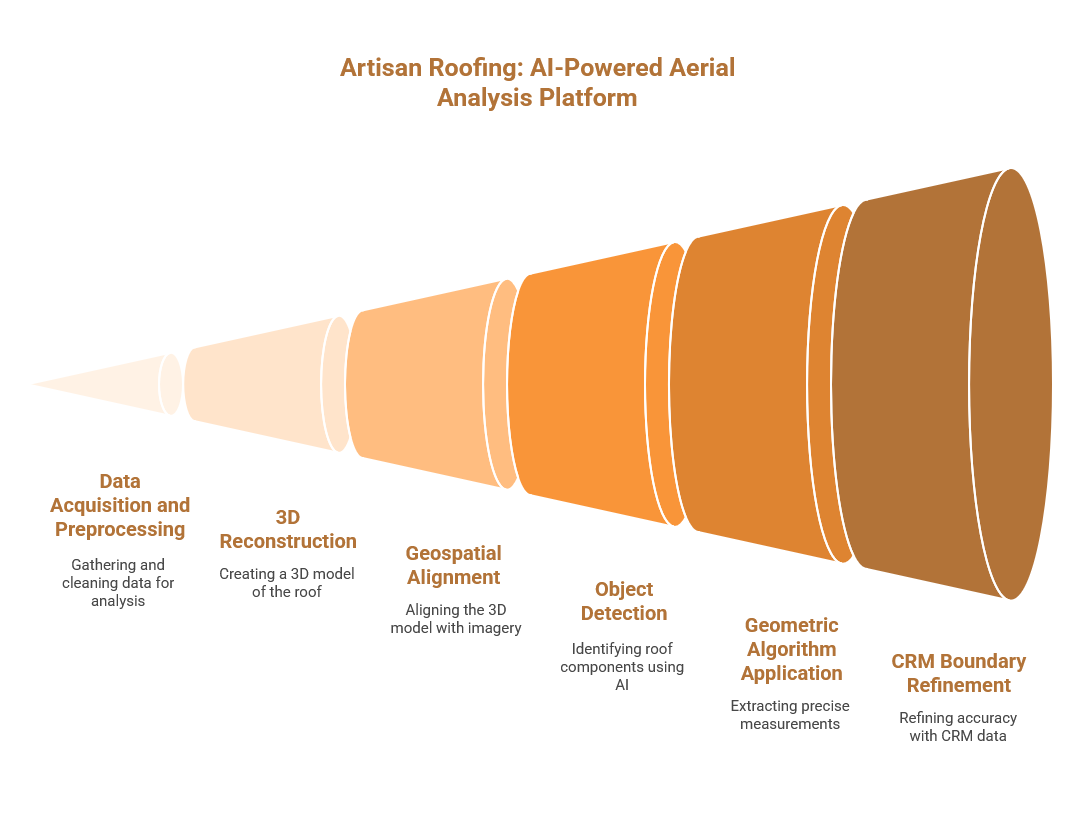 Artisan Roofing: AI-Powered Aerial
Analysis Platform
Data
Acquisition and
Preprocessing
Gathering and
cleaning data for
analysis
3D
Reconstruction
Creating a 3D model
of the roof
Geospatial
Alignment
Aligning the 3D
model with imagery
Object
Detection
Identifying roof
components using
AI
Geometric
Algorithm
Application
Extracting precise
measurements
CRM Boundary
Refinement
Refining accuracy
with CRM data